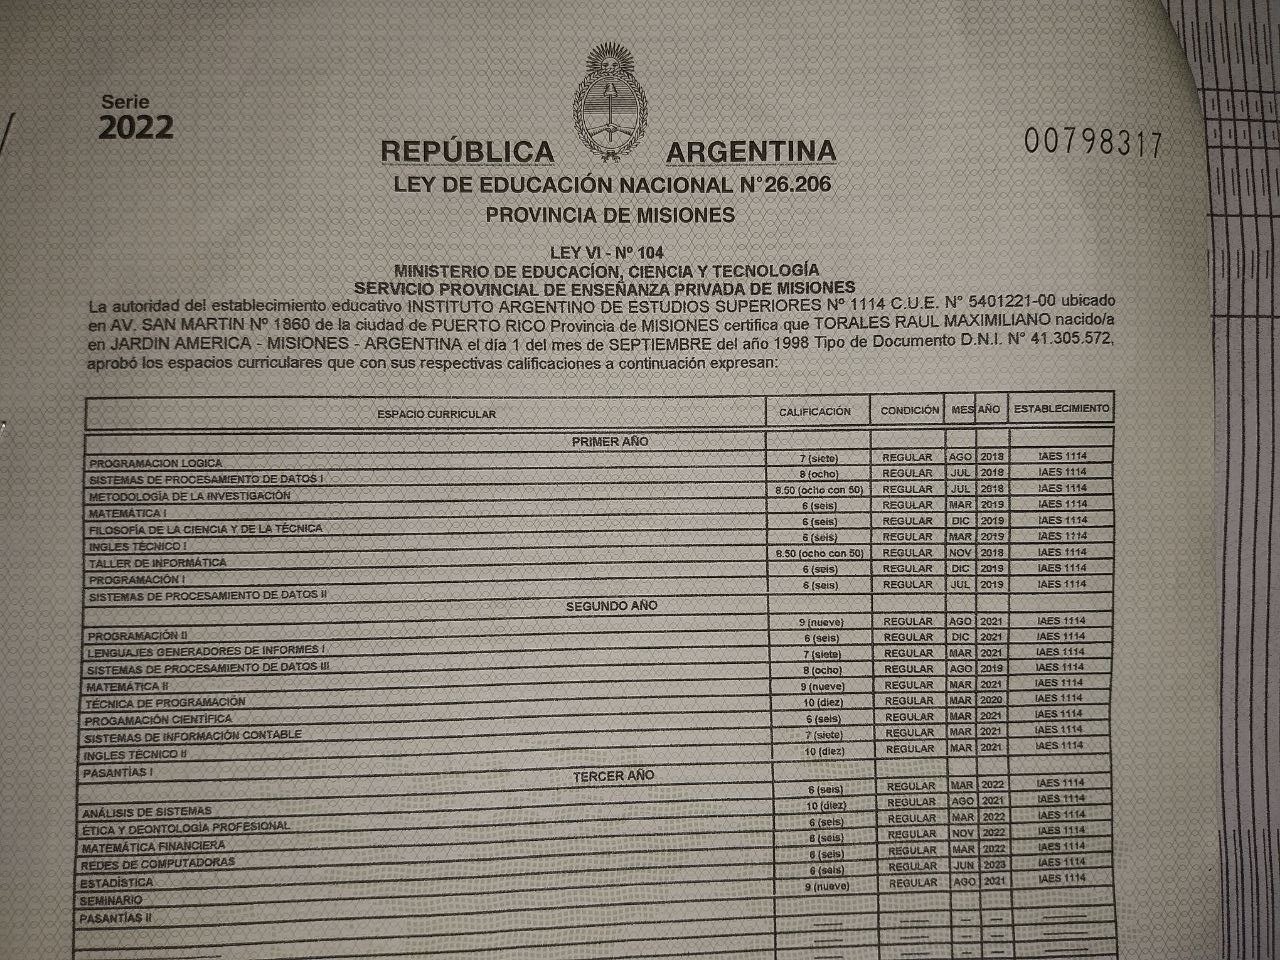 Serie
2022
00798317
REPÚBLICA ARGENTINA
LEY DE EDUCACIÓN NACIONAL N°26.206
PROVINCIA DE MISIONES
LEY VI - Nº 104
MINISTERIO DE EDUCACÍON, CIENCIA Y TECNOLOGÍA
SERVICIO PROVINCIAL DE ENSEÑANZA PRIVADA DE MISIONES
La autoridad del establecimiento educativo INSTITUTO ARGENTINO DE ESTUDIOS SUPERIORES Nº 1114 C.U.E. N° 5401221-00 ubicado
en AV. SAN MARTIN Nº 1860 de la ciudad de PUERTO RICO Provincia de MISIONES certifica que TORALES RAUL MAXIMILIANO nacido/a
en JARDIN AMERICA - MISIONES - ARGENTINA el día 1 del mes de SEPTIEMBRE del año 1998 Tipo de Documento D.N.I. N° 41.305.572,
aprobó los espacios curriculares que con sus respectivas calificaciones a continuación expresan:
ESPACIO CURRICULAR CALIFICACIÓN CONDICIÓN MES AÑO ESTABLECIMIENTO
PRIMER AÑO
PROGRAMACION LOGICA 7 (siete) REGULAR AGO 2018 IAES 1114
SISTEMAS DE PROCESAMIENTO DE DATOS I 8 (ocho) REGULAR JUL 2018 IAES 1114
METODOLOGÍA DE LA INVESTIGACIÓN 8.50 (ocho con 50) REGULAR JUL 2018 IAES 1114
MATEMÁTICA I 6 (seis) REGULAR MAR 2019 IAES 1114
FILOSOFÍA DE LA CIENCIA Y DE LA TÉCNICA 6 (seis) REGULAR DIC 2019 IAES 1114
INGLES TÉCNICO I 6 (seis) REGULAR MAR 2019 IAES 1114
TALLER DE INFORMÁTICA 8.50 (ocho con 50) REGULAR NOV 2018 IAES 1114
PROGRAMACIÓN I 6 (seis) REGULAR DIC 2019 IAES 1114
SISTEMAS DE PROCESAMIENTO DE DATOS II 6 (seis) REGULAR JUL 2019 IAES 1114
SEGUNDO AÑO
PROGRAMACIÓN II 9 (nueve) REGULAR AGO 2021 IAES 1114
LENGUAJES GENERADORES DE INFORMES I 6 (seis) REGULAR DIC 2021 IAES 1114
SISTEMAS DE PROCESAMIENTO DE DATOS III 7 (siete) REGULAR MAR 2021 IAES 1114
MATEMÁTICA II 8 (ocho) REGULAR AGO 2019 IAES 1114
TÉCNICA DE PROGRAMACIÓN 9 (nueve) REGULAR MAR 2021 IAES 1114
PROGAMACIÓN CIENTÍFICA 10 (diez) REGULAR MAR 2020 IAES 1114
SISTEMAS DE INFORMACIÓN CONTABLE 6 (seis) REGULAR MAR 2021 IAES 1114
INGLES TÉCNICO II 7 (siete) REGULAR MAR 2021 IAES 1114
PASANTÍAS I 10 (diez) REGULAR MAR 2021 IAES 1114
TERCER AÑO
ANÁLISIS DE SISTEMAS 6 (seis) REGULAR MAR 2022 IAES 1114
ÉTICA Y DEONTOLOGÍA PROFESIONAL 10 (diez) REGULAR AGO 2021 IAES 1114
MATEMÁTICA FINANCIERA 6 (seis) REGULAR MAR 2022 IAES 1114
REDES DE COMPUTADORAS 6 (seis) REGULAR NOV 2022 IAES 1114
ESTADÍSTICA 6 (seis) REGULAR MAR 2022 IAES 1114
SEMINARIO 6 (seis) REGULAR JUN 2023 IAES 1114
PASANTÍAS II 9 (nueve) REGULAR AGO 2021 IAES 1114